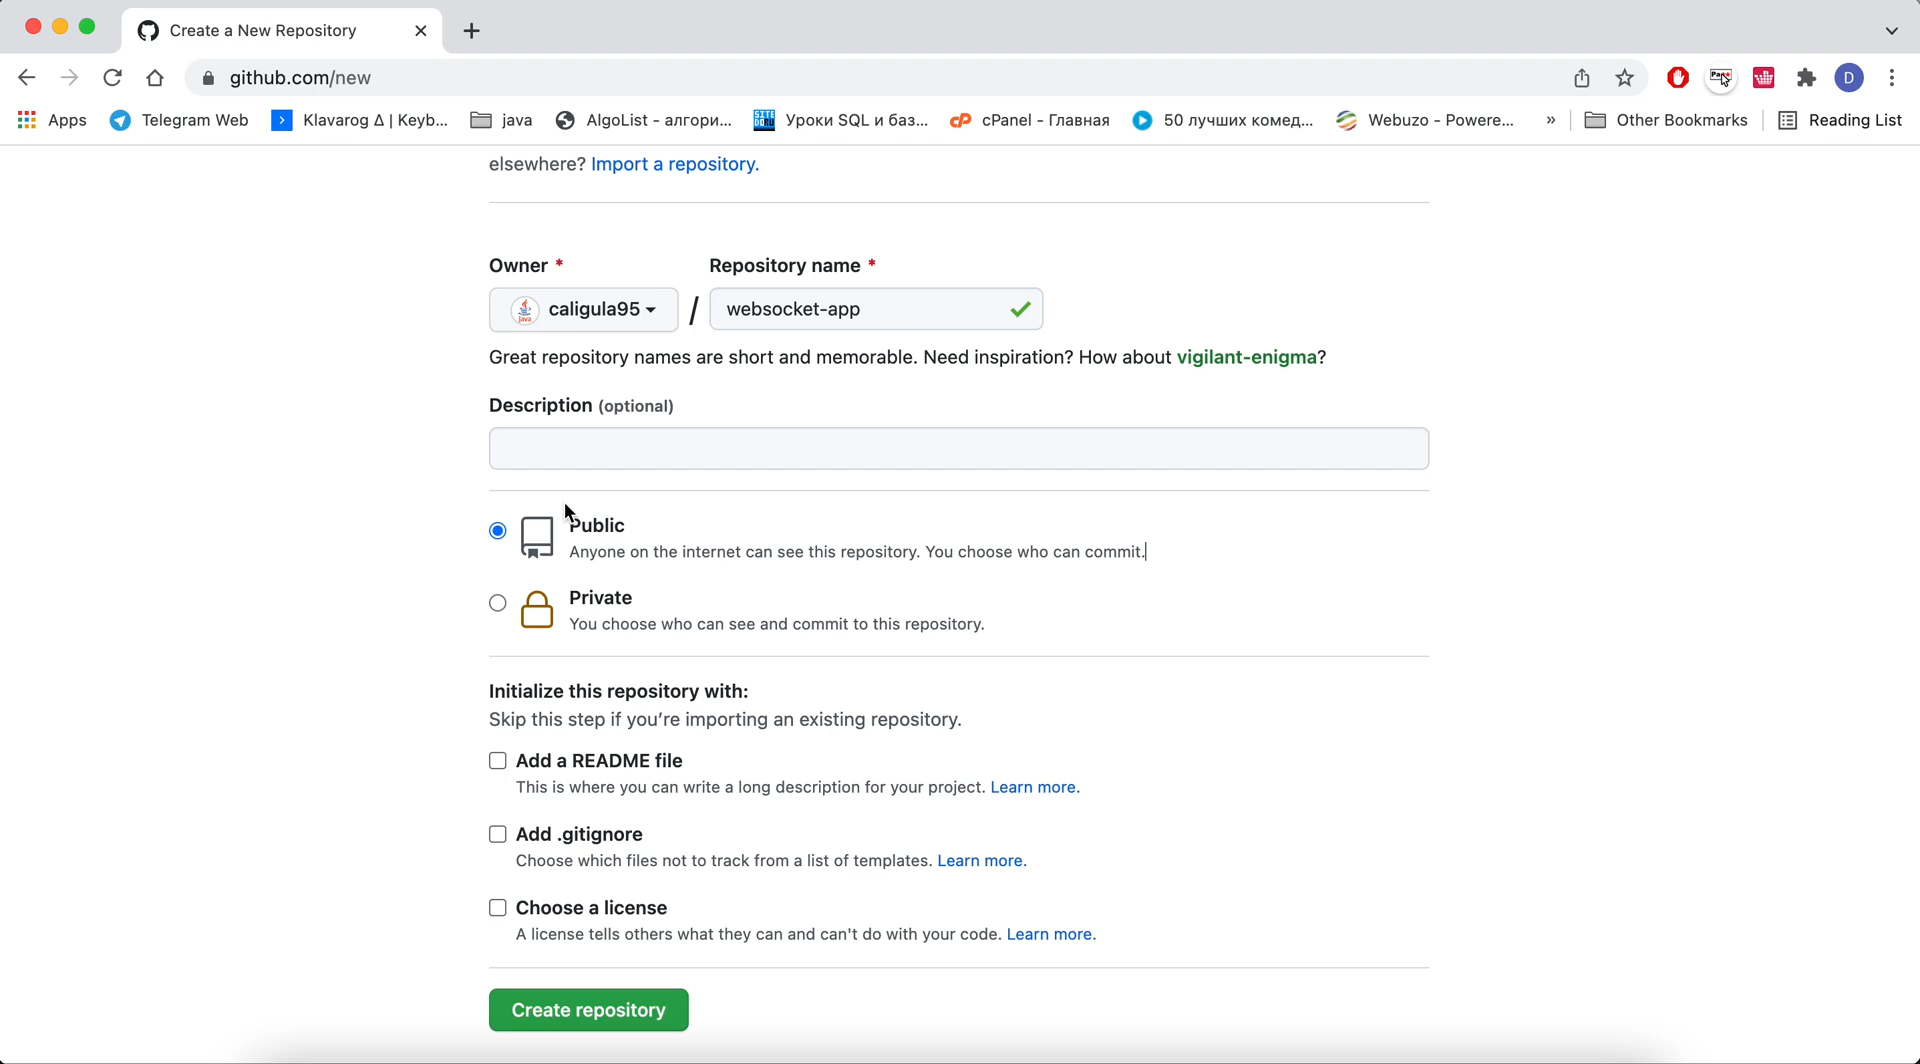 Create a New Repository
github.com/new
D
Apps Telegram Web Klavarog Δ | Keyb... java AlgoList - алгори... Уроки SQL и баз... cPanel - Главная 50 лучших комед... Webuzo - Powere... » Other Bookmarks Reading List
elsewhere? Import a repository.
Owner * Repository name *
caligula95 / websocket-app
Great repository names are short and memorable. Need inspiration? How about vigilant-enigma?
Description (optional)
Public
Anyone on the internet can see this repository. You choose who can commit.
Private
You choose who can see and commit to this repository.
Initialize this repository with:
Skip this step if you're importing an existing repository.
Add a README file
This is where you can write a long description for your project. Learn more.
Add .gitignore
Choose which files not to track from a list of templates. Learn more.
Choose a license
A license tells others what they can and can't do with your code. Learn more.
Create repository